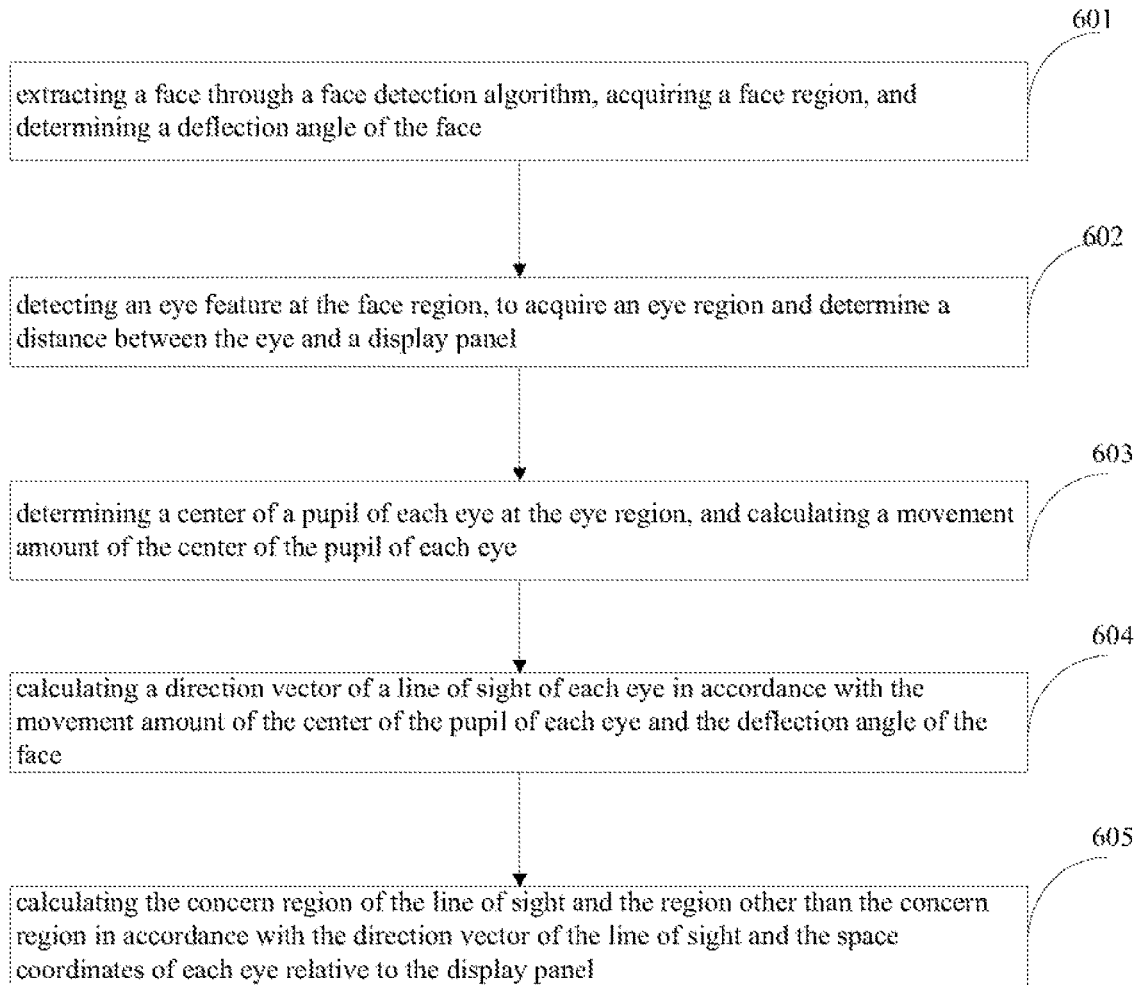 601
extracting a face through a face detection algorithm, acquiring a face region, and
determining a deflection angle of the face
602
detecting an eye feature at the face region, to acquire an eye region and determine a
distance between the eye and a display panel
603
determining a center of a pupil of each eye at the eye region, and calculating a movement
amount of the center of the pupil of each eye
604
calculating a direction vector of a line of sight of each eye in accordance with the
movement amount of the center of the pupil of each eye and the deflection angle of the
face
605
calculating the concern region of the line of sight and the region other than the concern
region in accordance with the direction vector of the line of sight and the space
coordinates of each eye relative to the display panel